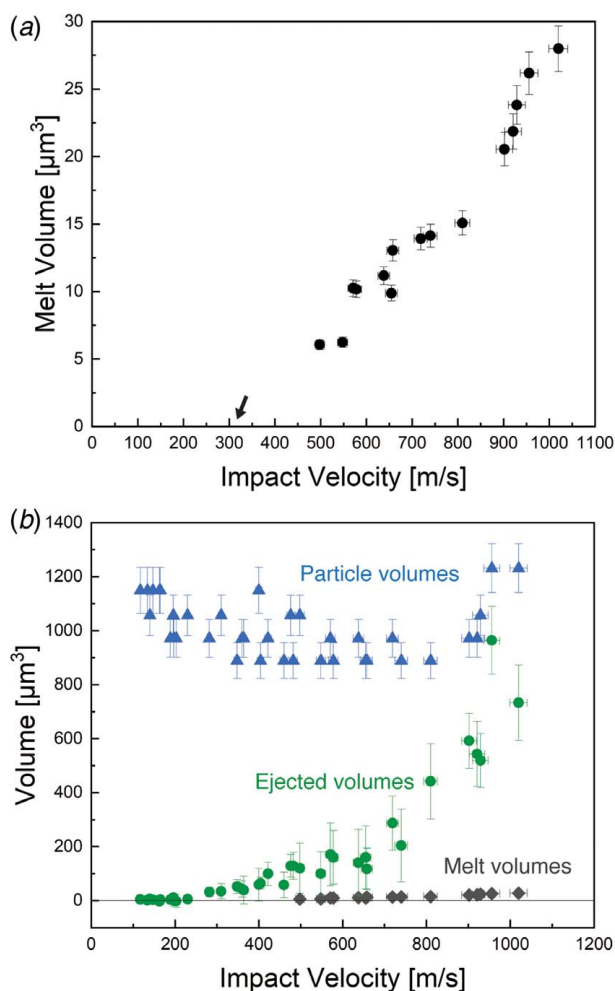 (a)
30
25
20
15
10
5
0
Melt Volume [µm³]
0 100 200 300 400 500 600 700 800 900 1000 1100
Impact Velocity [m/s]
(b)
1400
1200
1000
800
600
400
200
0
Volume [µm³]
Particle volumes
Ejected volumes
Melt volumes
0 200 400 600 800 1000 1200
Impact Velocity [m/s]